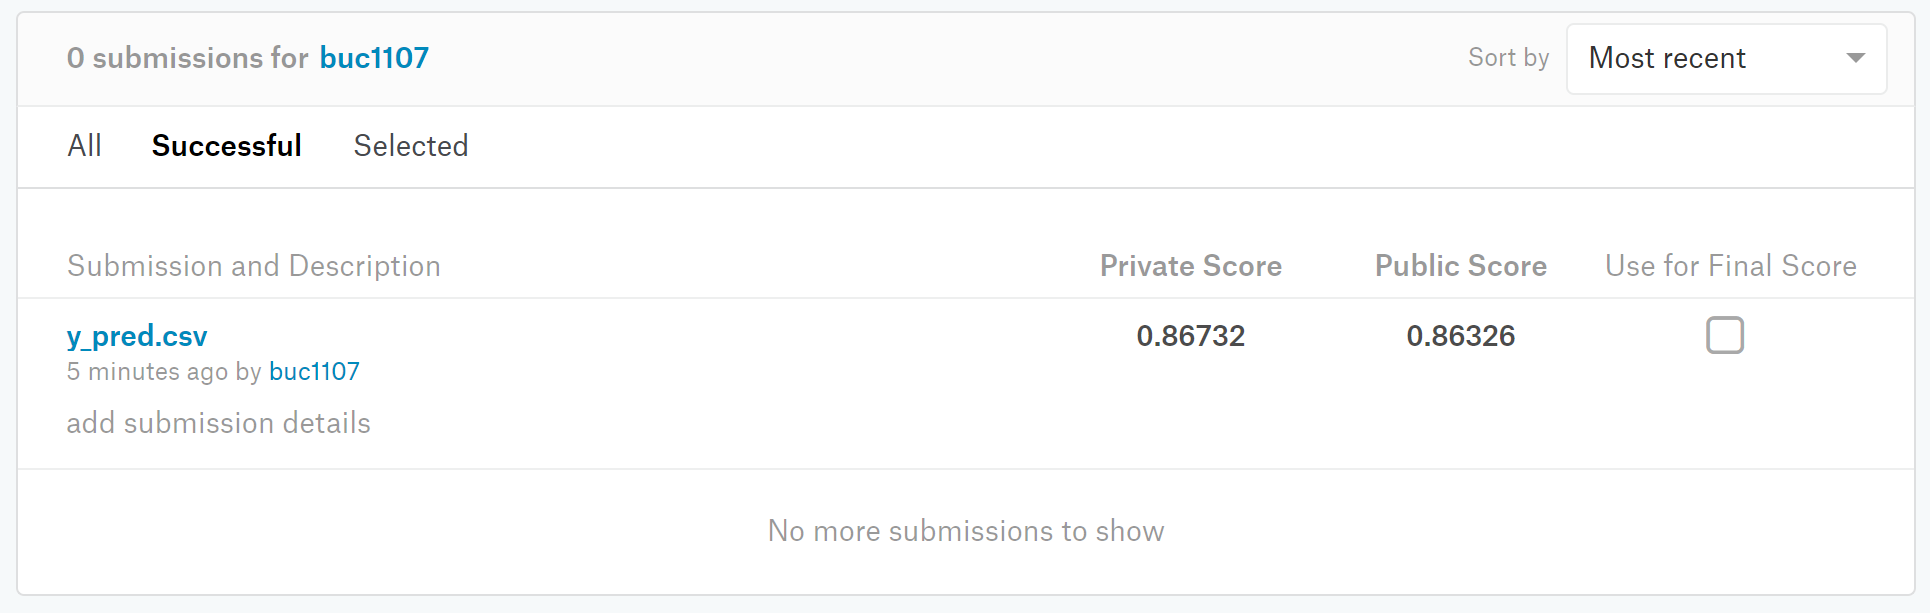 0 submissions for buc1107
Sort by Most recent
All Successful Selected
Submission and Description Private Score Public Score Use for Final Score
y_pred.csv 0.86732 0.86326
5 minutes ago by buc1107
add submission details
No more submissions to show